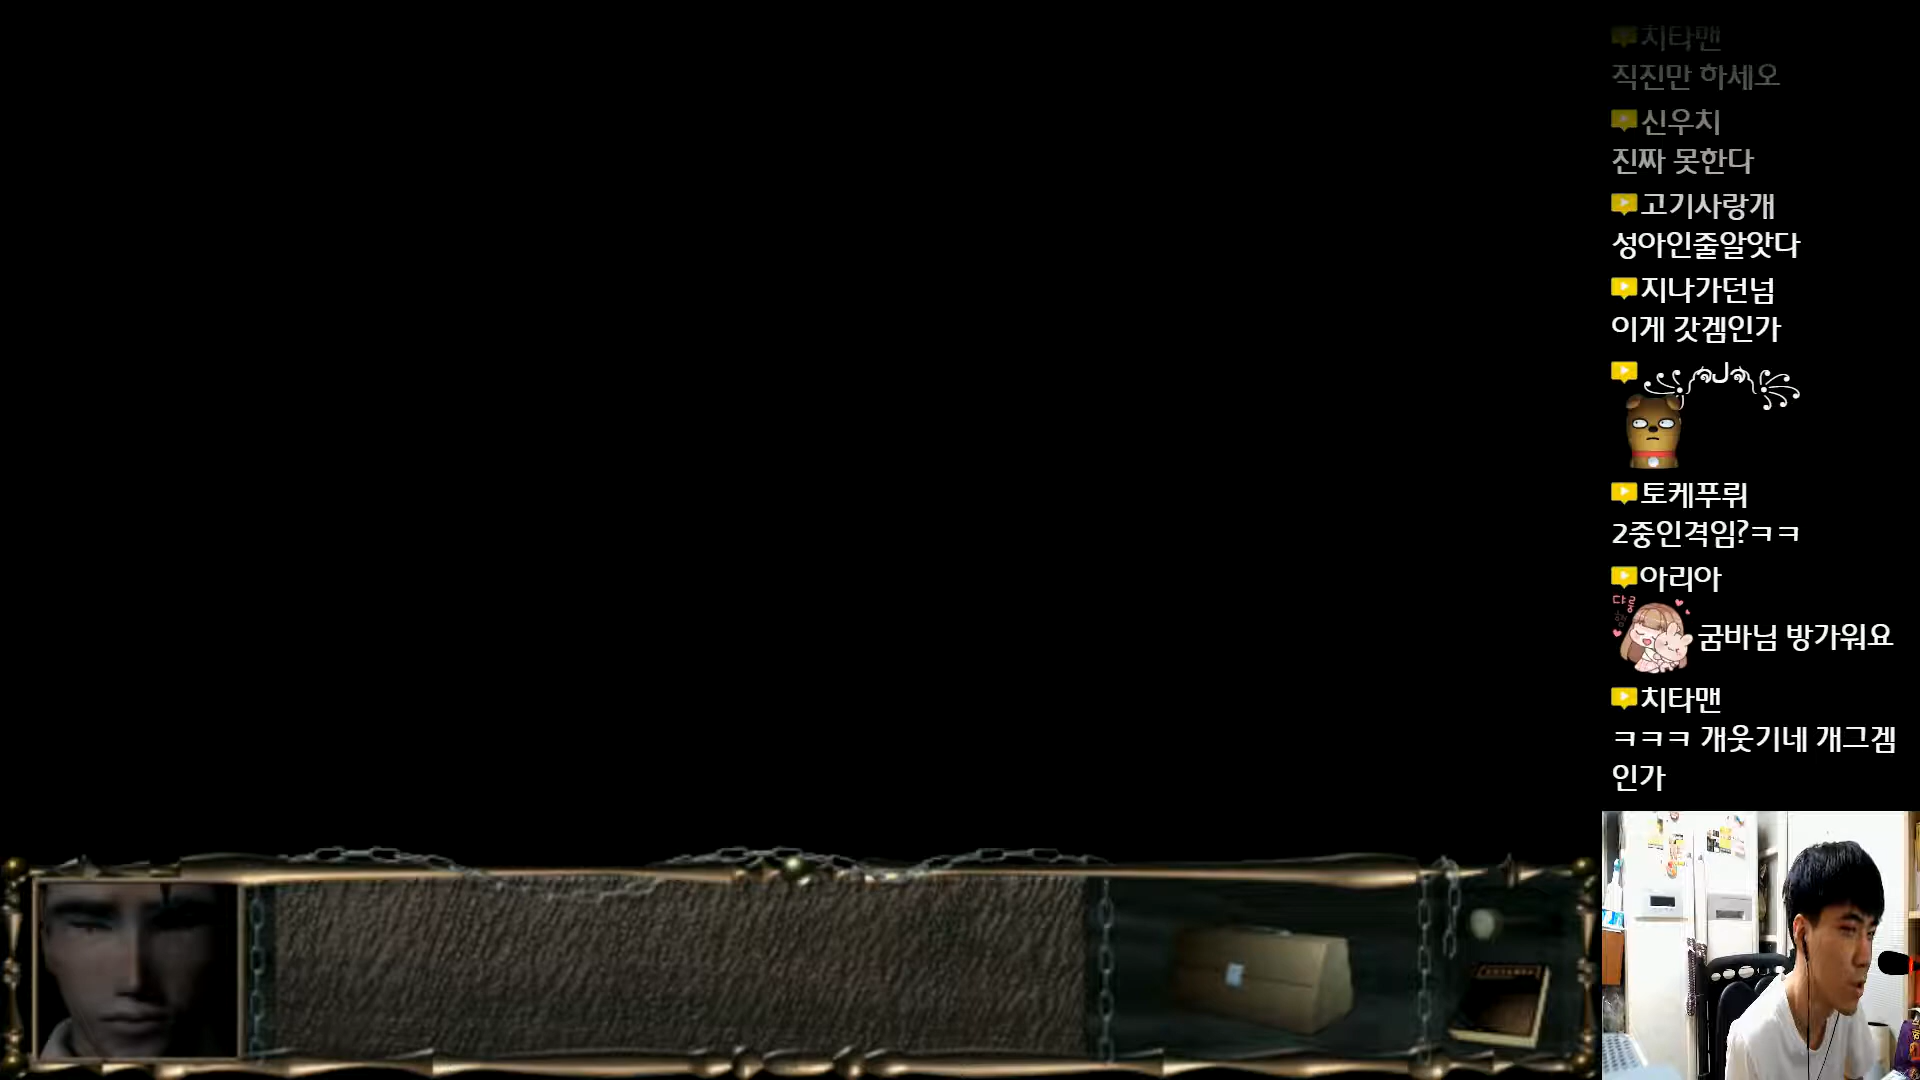 치타맨
직진만 하세오
신우치
진짜 못한다
고기사랑개
성아인줄알앗다
지나가던넘
이게 갓겜인가
토케푸뤼
2중인격임?ㅋㅋ
아리아
굼바님 방가워요
치타맨
ㅋㅋㅋ 개웃기네 개그겜
인가